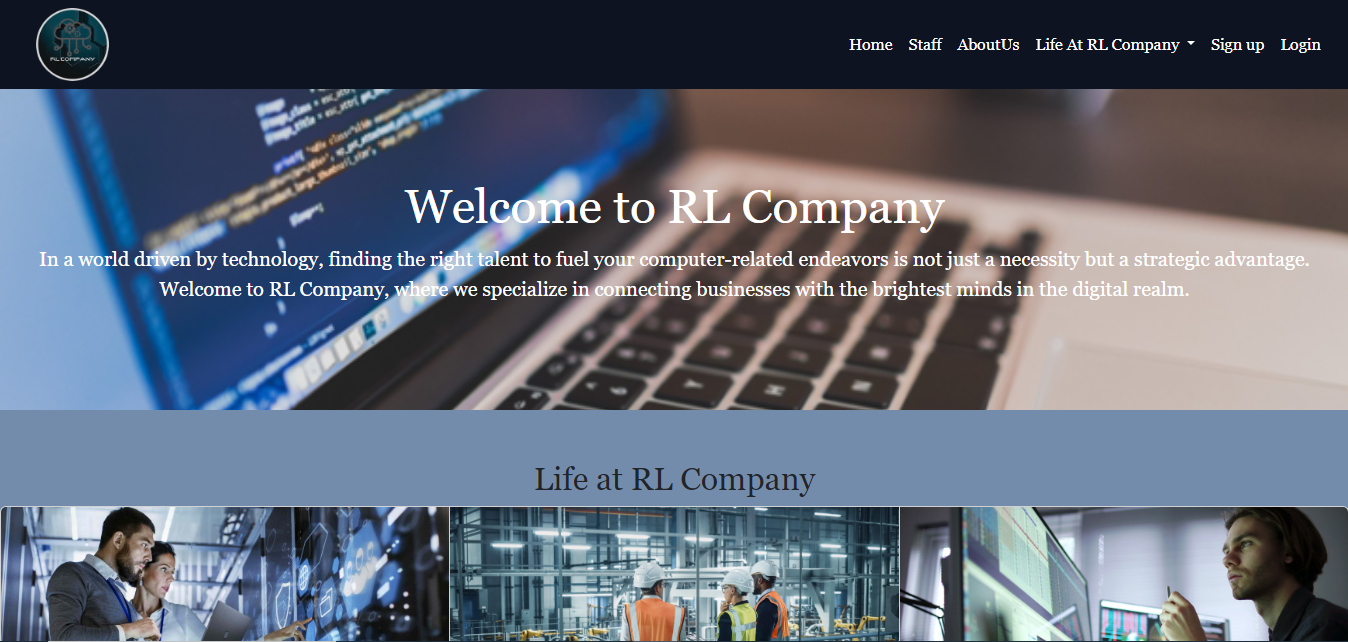 RL COMPANY
Home Staff AboutUs Life At RL Company Sign up Login
Welcome to RL Company
In a world driven by technology, finding the right talent to fuel your computer-related endeavors is not just a necessity but a strategic advantage.
Welcome to RL Company, where we specialize in connecting businesses with the brightest minds in the digital realm.
Life at RL Company